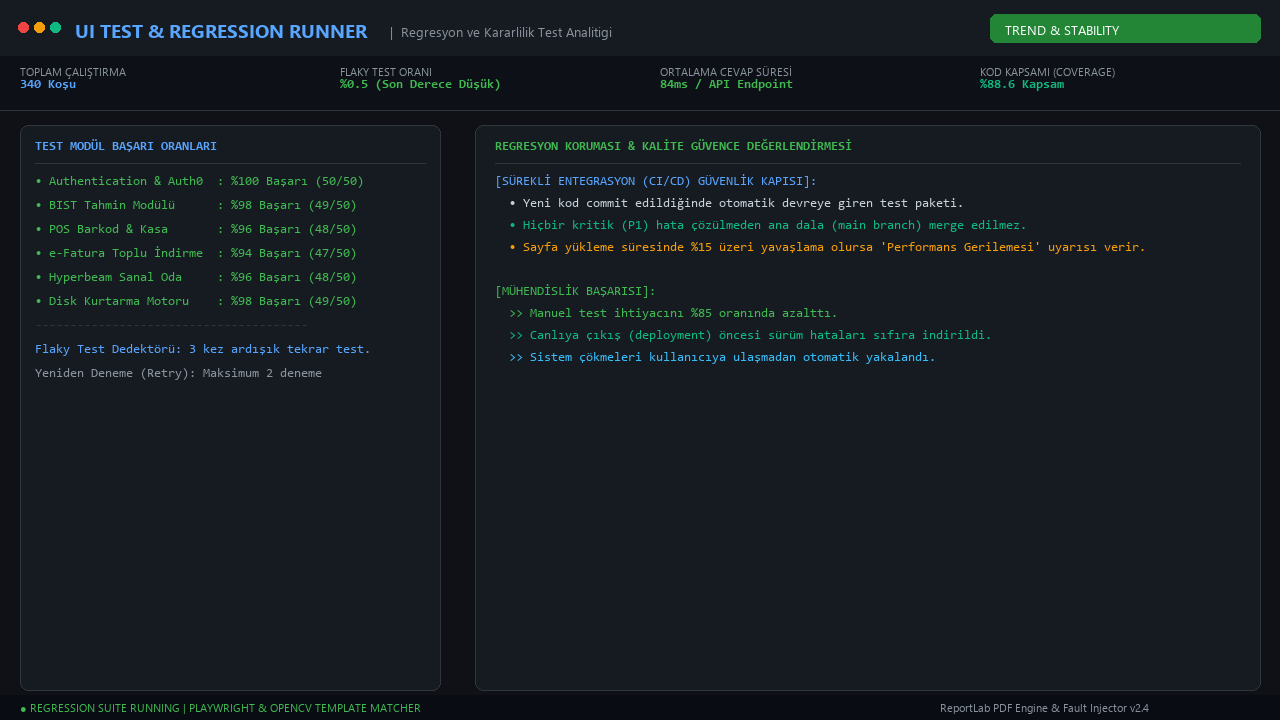 UI TEST & REGRESSION RUNNER | Regresyon ve Kararlilik Test Analitigi
TREND & STABILITY
TOPLAM ÇALIŞTIRMA
340 Koşu
FLAKY TEST ORANI
%0.5 (Son Derece Düşük)
ORTALAMA CEVAP SÜRESİ
84ms / API Endpoint
KOD KAPSAMI (COVERAGE)
%88.6 Kapsam
TEST MODÜL BAŞARI ORANLARI
• Authentication & Auth0 : %100 Başarı (50/50)
• BIST Tahmin Modülü : %98 Başarı (49/50)
• POS Barkod & Kasa : %96 Başarı (48/50)
• e-Fatura Toplu İndirme : %94 Başarı (47/50)
• Hyperbeam Sanal Oda : %96 Başarı (48/50)
• Disk Kurtarma Motoru : %98 Başarı (49/50)
---------------------------------------
Flaky Test Dedektörü: 3 kez ardışık tekrar test.
Yeniden Deneme (Retry): Maksimum 2 deneme
REGRESYON KORUMASI & KALİTE GÜVENCE DEĞERLENDİRMESİ
[SÜREKLİ ENTEGRASYON (CI/CD) GÜVENLİK KAPISI]:
• Yeni kod commit edildiğinde otomatik devreye giren test paketi.
• Hiçbir kritik (P1) hata çözülmeden ana dala (main branch) merge edilmez.
• Sayfa yükleme süresinde %15 üzeri yavaşlama olursa 'Performans Gerilemesi' uyarısı verir.
[MÜHENDİSLİK BAŞARISI]:
>> Manuel test ihtiyacını %85 oranında azalttı.
>> Canlıya çıkış (deployment) öncesi sürüm hataları sıfıra indirildi.
>> Sistem çökmeleri kullanıcıya ulaşmadan otomatik yakalandı.
● REGRESSION SUITE RUNNING | PLAYWRIGHT & OPENCV TEMPLATE MATCHER
ReportLab PDF Engine & Fault Injector v2.4